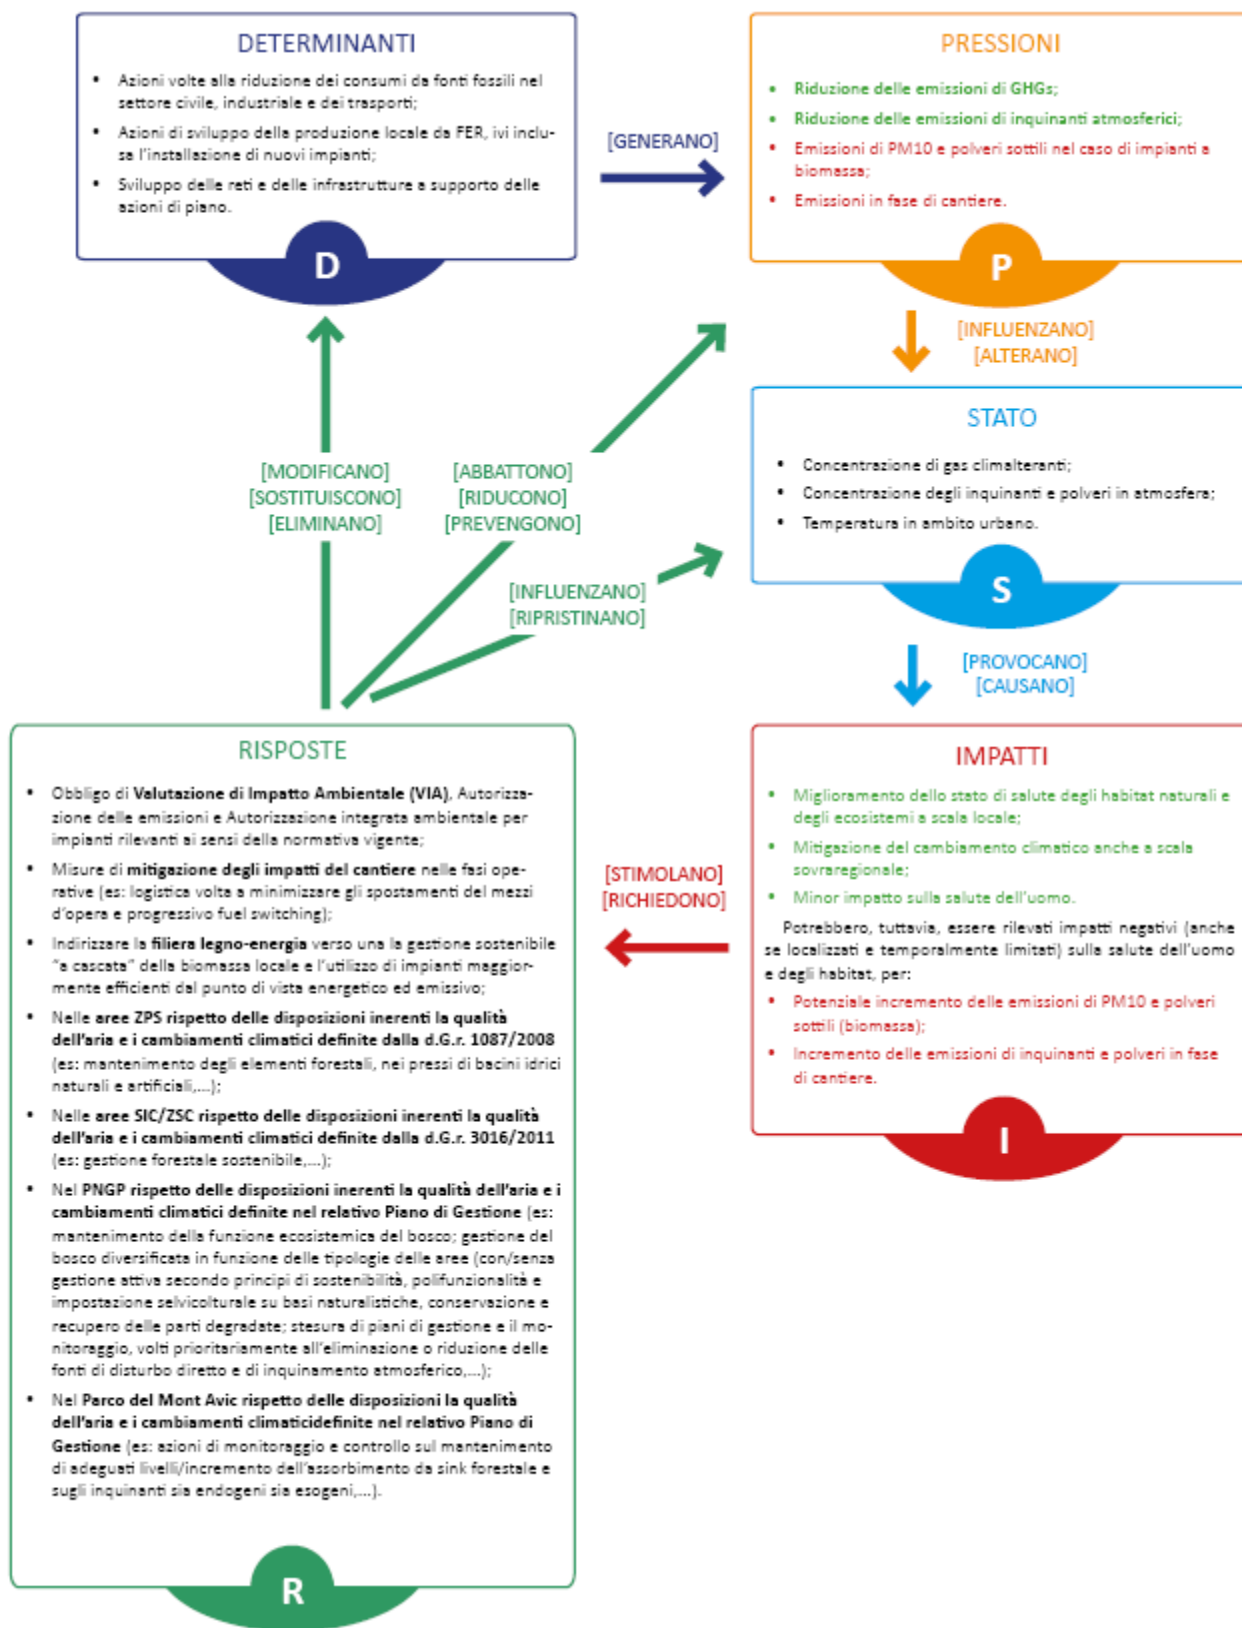 DETERMINANTI
• Azioni volte alla riduzione dei consumi da fonti fossili nel
settore civile, industriale e dei trasporti;
• Azioni di sviluppo della produzione locale da FER, ivi inclu-
sa l'installazione di nuovi impianti;
• Sviluppo delle reti e delle infrastrutture a supporto delle
azioni di piano.
D
[GENERANO]
PRESSIONI
• Riduzione delle emissioni di GHGs;
• Riduzione delle emissioni di inquinanti atmosferici;
• Emissioni di PM10 e polveri sottili nel caso di impianti a
biomassa;
• Emissioni in fase di cantiere.
P
[INFLUENZANO]
[ALTERANO]
STATO
• Concentrazione di gas climalteranti;
• Concentrazione degli inquinanti e polveri in atmosfera;
• Temperatura in ambito urbano.
S
[PROVOCANO]
[CAUSANO]
[MODIFICANO]
[SOSTITUISCONO]
[ELIMINANO]
[ABBATTONO]
[RIDUCONO]
[PREVENGONO]
[INFLUENZANO]
[RIPRISTINANO]
IMPATTI
• Miglioramento dello stato di salute degli habitat naturali e
degli ecosistemi a scala locale;
• Mitigazione del cambiamento climatico anche a scala
sovraregionale;
• Minor impatto sulla salute dell'uomo.
Potrebbero, tuttavia, essere rilevati impatti negativi (anche
se localizzati e temporalmente limitati) sulla salute dell'uomo
e degli habitat, per:
• Potenziale incremento delle emissioni di PM10 e polveri
sottili (biomassa);
• Incremento delle emissioni di inquinanti e polveri in fase
di cantiere.
I
[STIMOLANO]
[RICHIEDONO]
RISPOSTE
• Obbligo di Valutazione di Impatto Ambientale (VIA), Autorizza-
zione delle emissioni e Autorizzazione integrata ambientale per
impianti rilevanti ai sensi della normativa vigente;
• Misure di mitigazione degli impatti del cantiere nelle fasi ope-
rative (es: logistica volta a minimizzare gli spostamenti del mezzi
d'opera e progressivo fuel switching);
• Indirizzare la filiera legno-energia verso una la gestione sostenibile
"a cascata" della biomassa locale e l'utilizzo di impianti maggior-
mente efficienti dal punto di vista energetico ed emissivo;
• Nelle aree ZPS rispetto delle disposizioni inerenti la qualità
dell'aria e i cambiamenti climatici definite dalla d.G.r. 1087/2008
(es: mantenimento degli elementi forestali, nei pressi di bacini idrici
naturali e artificiali,...);
• Nelle aree SIC/ZSC rispetto delle disposizioni inerenti la qualità
dell'aria e i cambiamenti climatici definite dalla d.G.r. 3016/2011
(es: gestione forestale sostenibile,...);
• Nel PNGP rispetto delle disposizioni inerenti la qualità dell'aria e i
cambiamenti climatici definite nel relativo Piano di Gestione (es:
mantenimento della funzione ecosistemica del bosco; gestione del
bosco diversificata in funzione delle tipologie delle aree (con/senza
gestione attiva secondo principi di sostenibilità, polifunzionalità e
impostazione selvicolturale su basi naturalistiche, conservazione e
recupero delle parti degradate; stesura di piani di gestione e il mo-
nitoraggio, volti prioritariamente all'eliminazione o riduzione delle
fonti di disturbo diretto e di inquinamento atmosferico,...);
• Nel Parco del Mont Avic rispetto delle disposizioni la qualità
dell'aria e i cambiamenti climaticidefinite nel relativo Piano di
Gestione (es: azioni di monitoraggio e controllo sul mantenimento
di adeguati livelli/incremento dell'assorbimento da sink forestale e
sugli inquinanti sia endogeni sia esogeni,...).
R